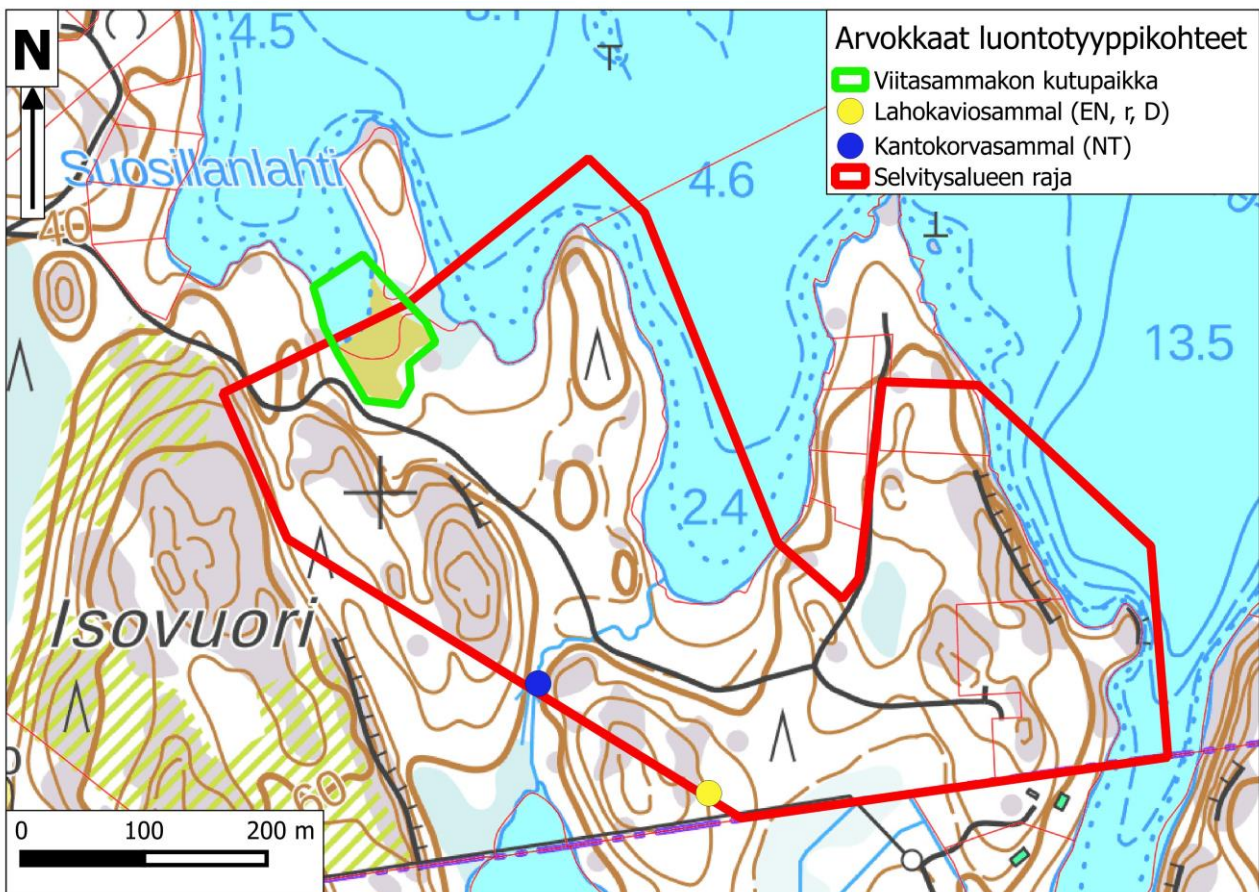 N
4.5
Suosillanlahti
40
4.6
Arvokkaat luontotyyppikohteet
Viitasammakon kutupaikka
Lahokaviosammal (EN, r, D)
Kantokorvasammal (NT)
Selvitysalueen raja
13.5
2.4
Isovuori
60
0 100 200 m